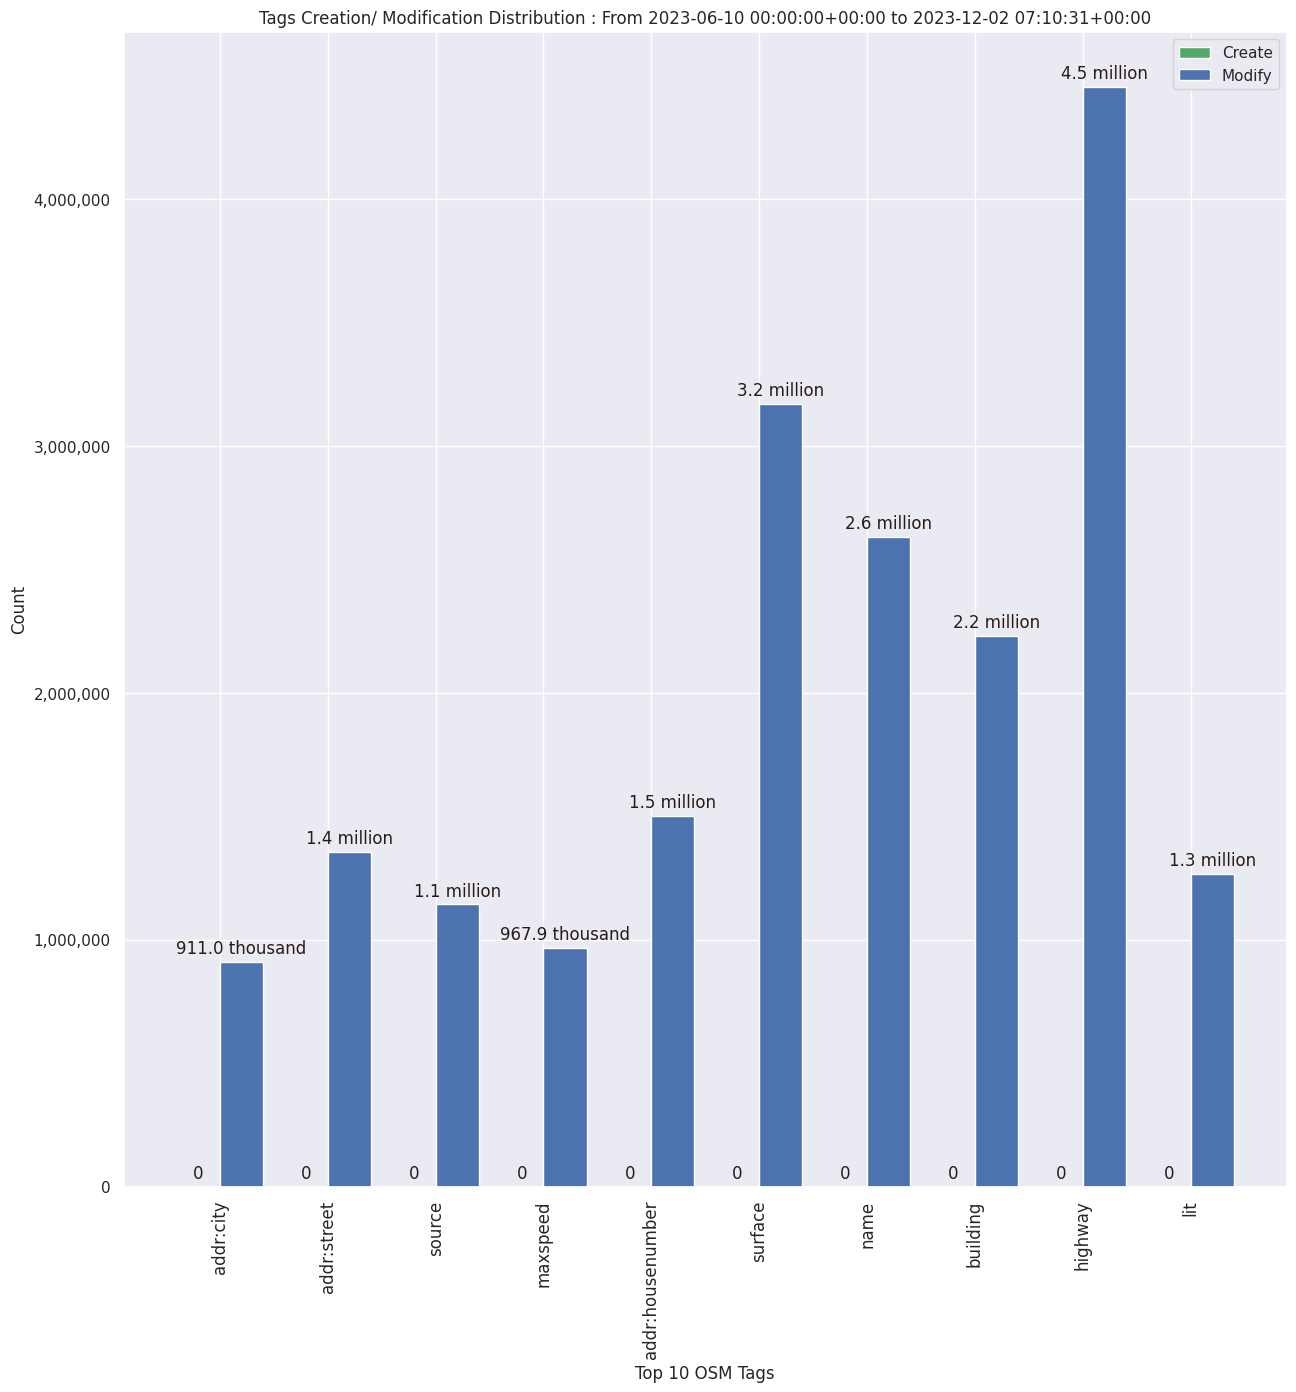 Tags Creation/ Modification Distribution : From 2023-06-10 00:00:00+00:00 to 2023-12-02 07:10:31+00:00
Create
Modify
4.5 million
4,000,000
3.2 million
3,000,000
2.6 million
2.2 million
Count
2,000,000
1.5 million
1.4 million
1.3 million
1.1 million
967.9 thousand
911.0 thousand
1,000,000
0 0 0 0 0 0 0 0 0 0
0
addr:city
addr:street
source
maxspeed
addr:housenumber
surface
name
building
highway
lit
Top 10 OSM Tags